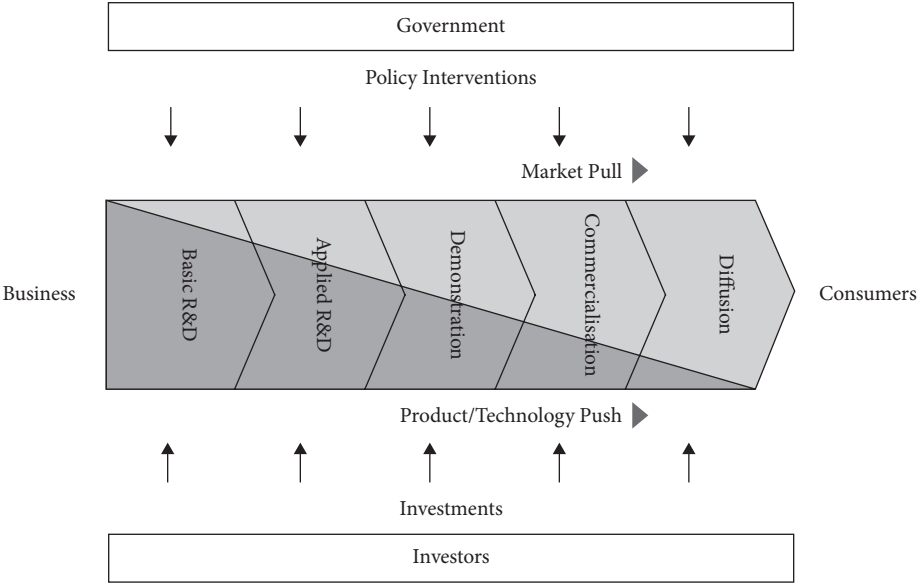 Government
Policy Interventions
Market Pull
Business
Basic R&D
Applied R&D
Demonstration
Commercialisation
Diffusion
Consumers
Product/Technology Push
Investments
Investors